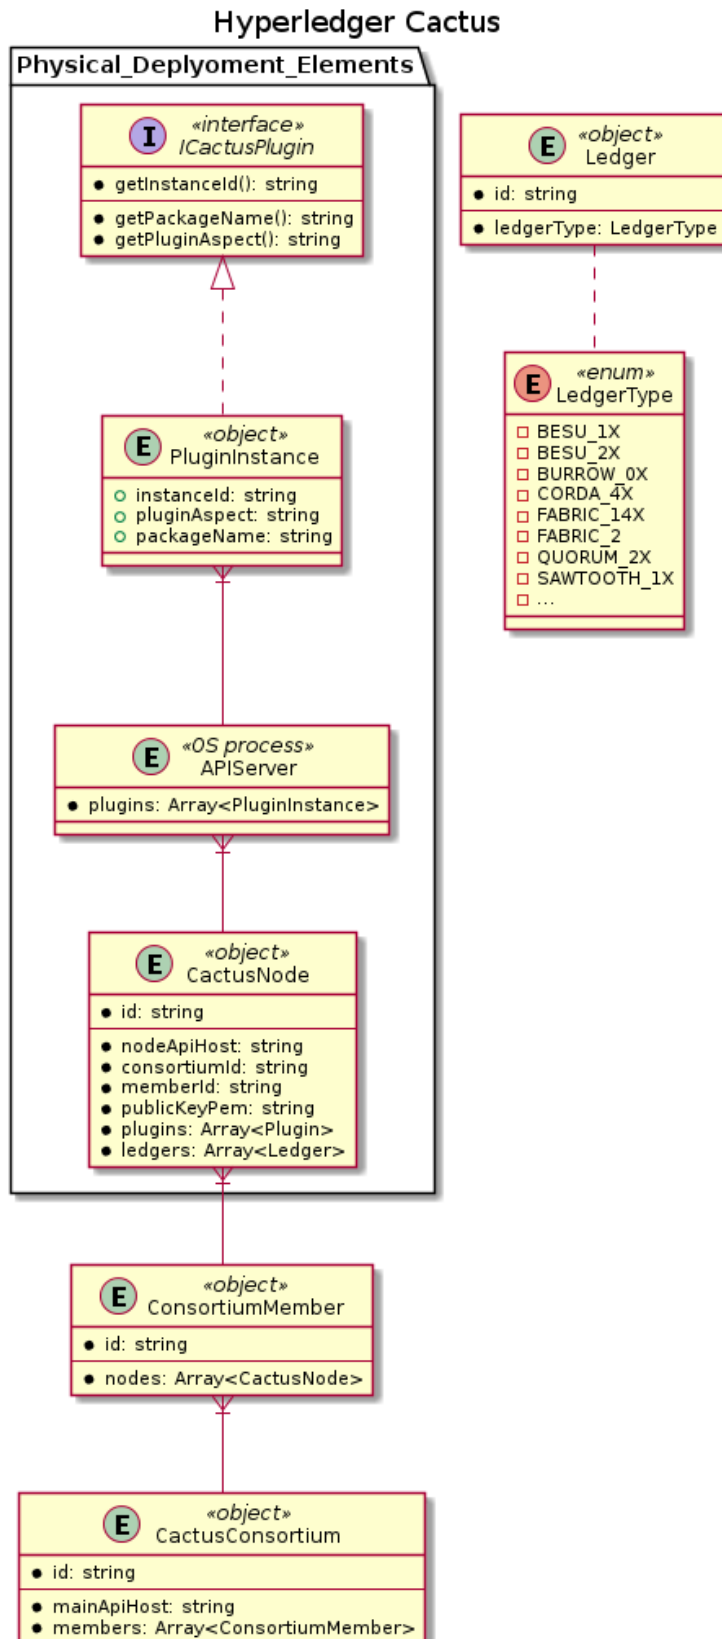 Hyperledger Cactus
Physical_Deplyoment_Elements
I
«interface»
ICactusPlugin
getInstanceId(): string
getPackageName(): string
getPluginAspect(): string
E
«object»
Ledger
id: string
ledgerType: LedgerType
E
«enum»
LedgerType
BESU_1X
BESU_2X
BURROW_0X
CORDA_4X
FABRIC_14X
FABRIC_2
QUORUM_2X
SAWTOOTH_1X
...
E
«object»
PluginInstance
instanceId: string
pluginAspect: string
packageName: string
E
«OS process»
APIServer
plugins: Array<PluginInstance>
E
«object»
CactusNode
id: string
nodeApiHost: string
consortiumId: string
memberId: string
publicKeyPem: string
plugins: Array<Plugin>
ledgers: Array<Ledger>
E
«object»
ConsortiumMember
id: string
nodes: Array<CactusNode>
E
«object»
CactusConsortium
id: string
mainApiHost: string
members: Array<ConsortiumMember>